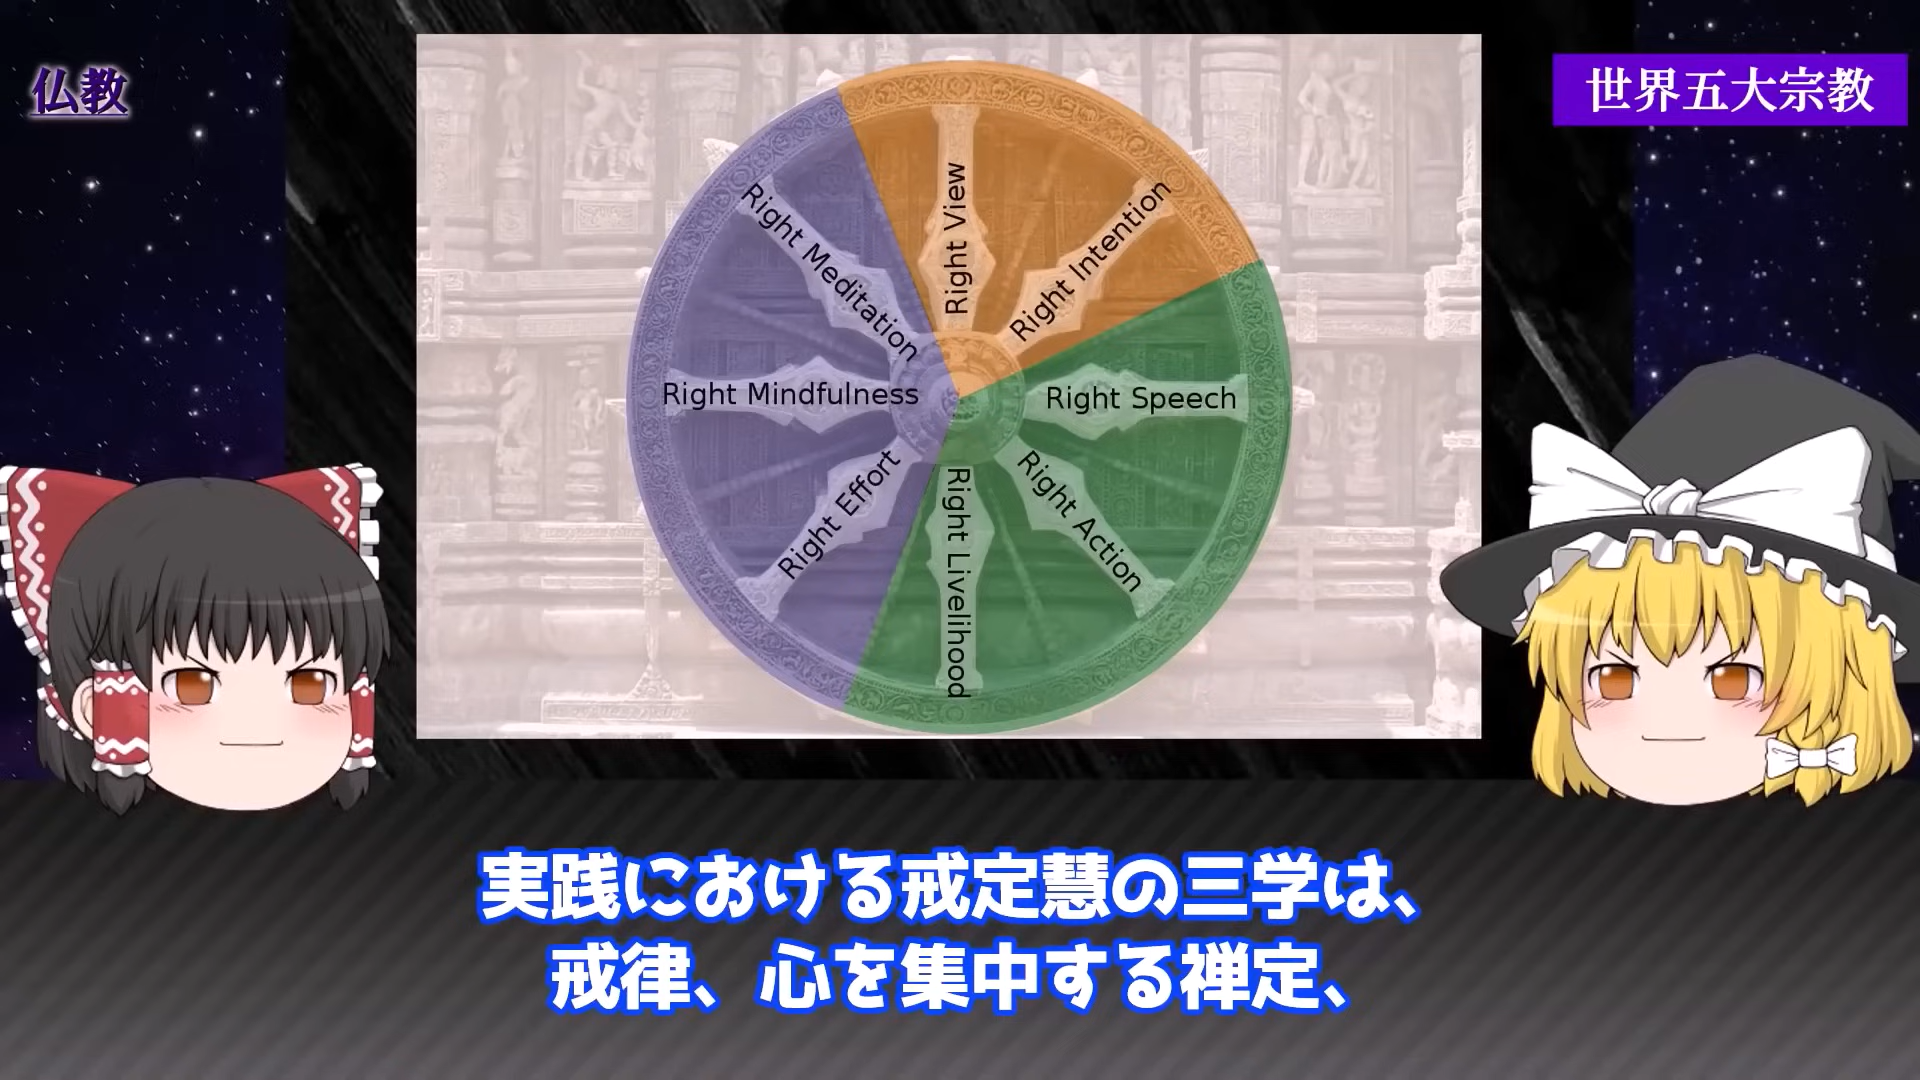 仏教
世界五大宗教
Right View
Right Intention
Right Speech
Right Action
Right Livelihood
Right Effort
Right Mindfulness
Right Meditation
実践における戒定慧の三学は、
戒律、心を集中する禅定、